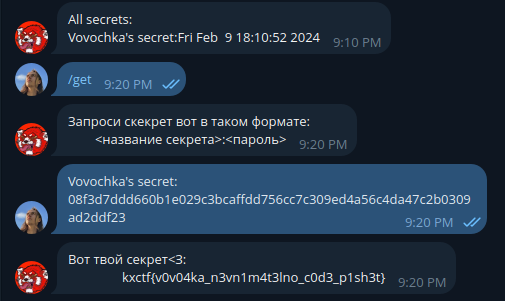 All secrets:
Vovochka's secret:Fri Feb  9 18:10:52 2024
9:10 PM
/get
9:20 PM
Запроси скекрет вот в таком формате:
<название секрета>:<пароль>
9:20 PM
Vovochka's secret:
08f3d7ddd660b1e029c3bcaffdd756cc7c309ed4a56c4da47c2b0309
ad2ddf23
9:20 PM
Вот твой секрет<3:
kxctf{v0v04ka_n3vn1m4t3lno_c0d3_p1sh3t}
9:20 PM